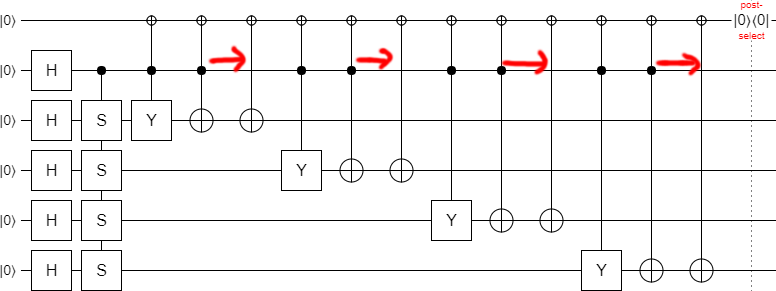 post-
|0⟩ |0⟩⟨0|
select
|0⟩ H
|0⟩ H S Y
|0⟩ H S Y
|0⟩ H S Y
|0⟩ H S Y